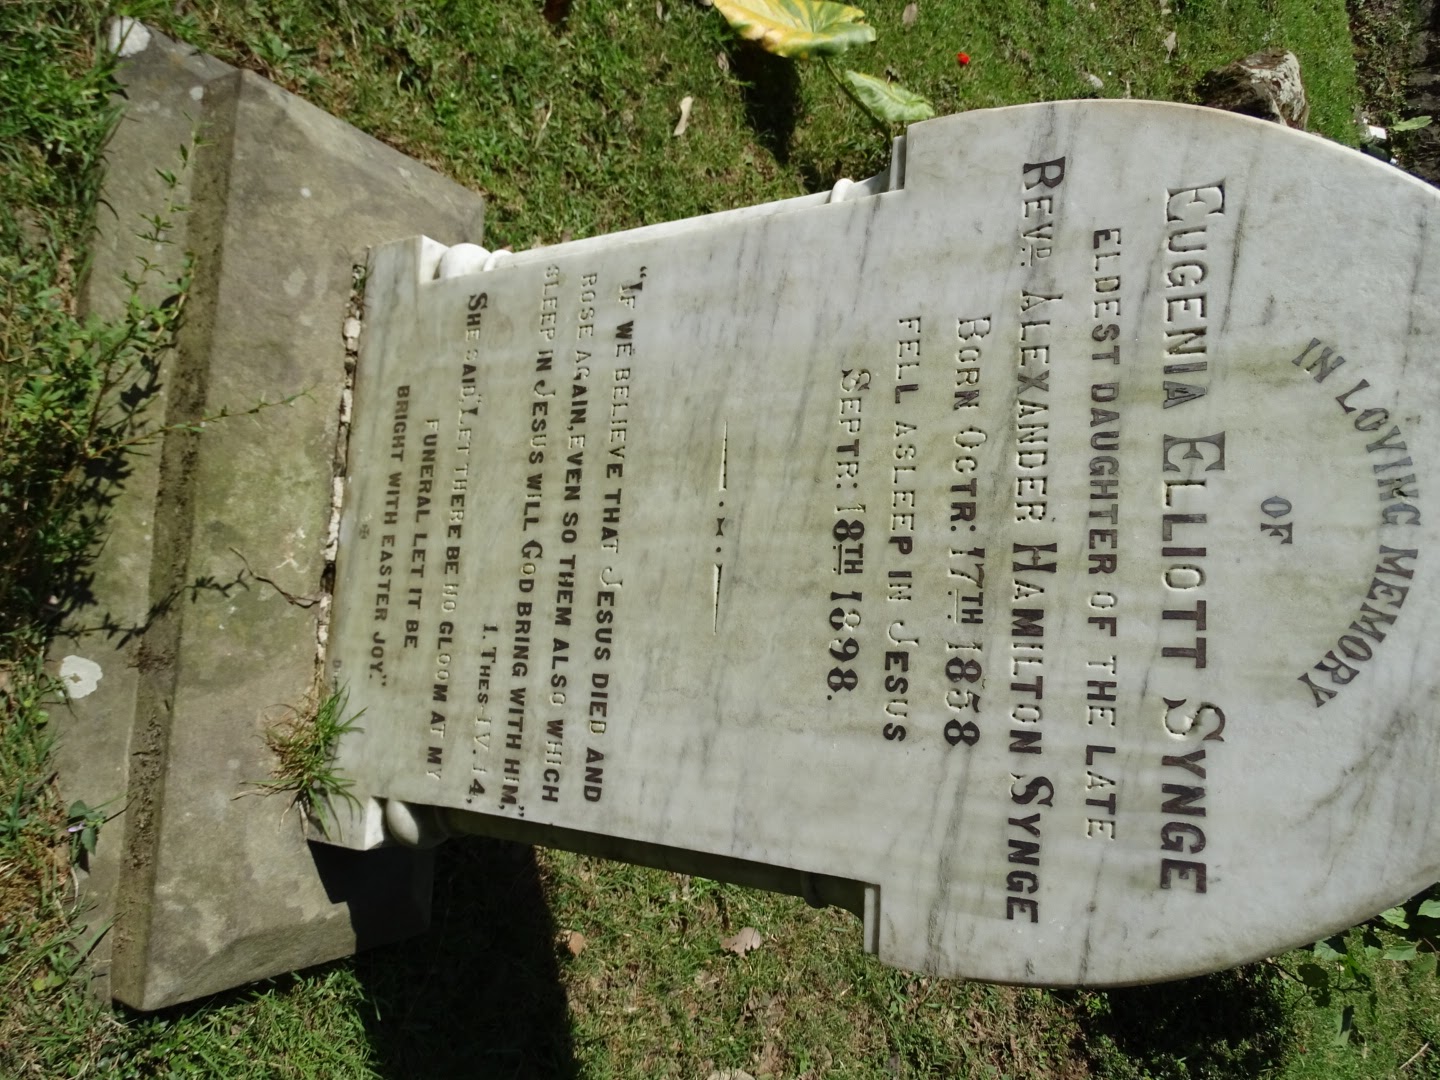 IN LOVING MEMORY
OF
EUGENIA ELLIOTT SYNGE
ELDEST DAUGHTER OF THE LATE
REVD. ALEXANDER HAMILTON SYNGE
BORN OCTR: 17TH 1858
FELL ASLEEP IN JESUS
SEPTR: 18TH 1898.
"IF WE BELIEVE THAT JESUS DIED AND
ROSE AGAIN, EVEN SO THEM ALSO WHICH
SLEEP IN JESUS WILL GOD BRING WITH HIM,"
1. THES. IV. 14,
SHE SAID "LET THERE BE NO GLOOM AT MY
FUNERAL LET IT BE
BRIGHT WITH EASTER JOY."